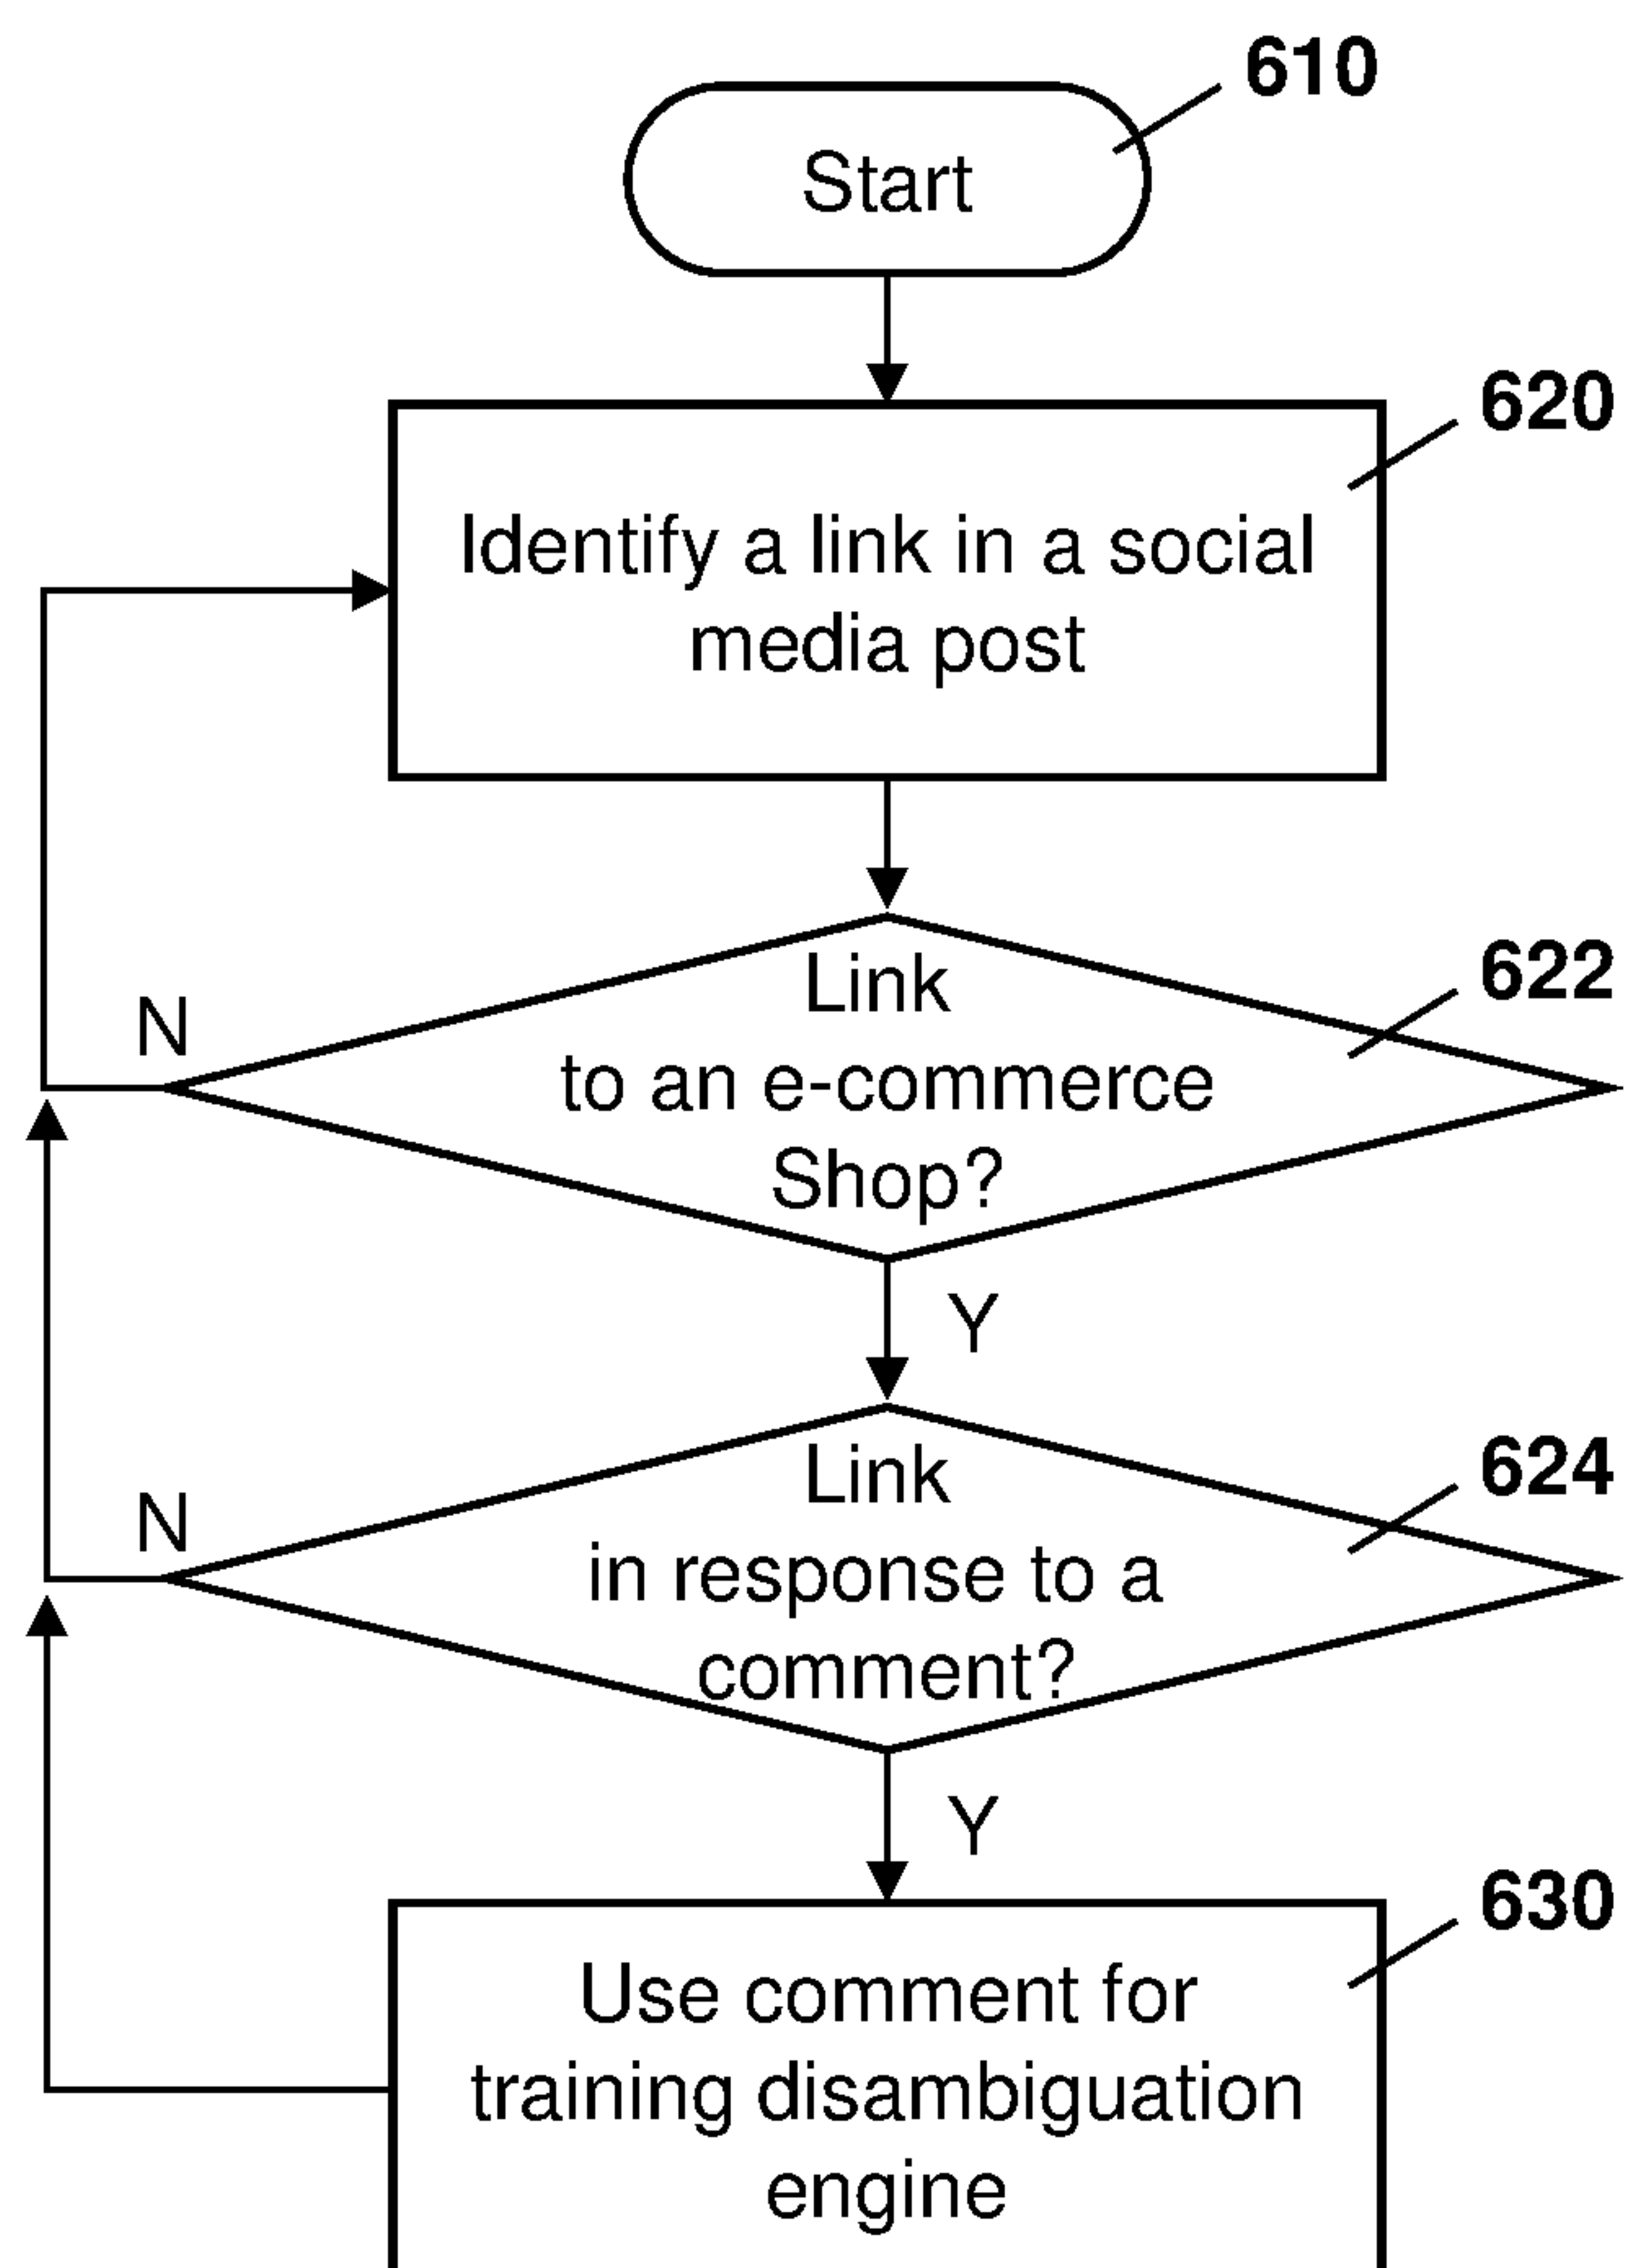 610
Start
620
Identify a link in a social
media post
622
N
Link
to an e-commerce
Shop?
Y
624
N
Link
in response to a
comment?
Y
630
Use comment for
training disambiguation
engine